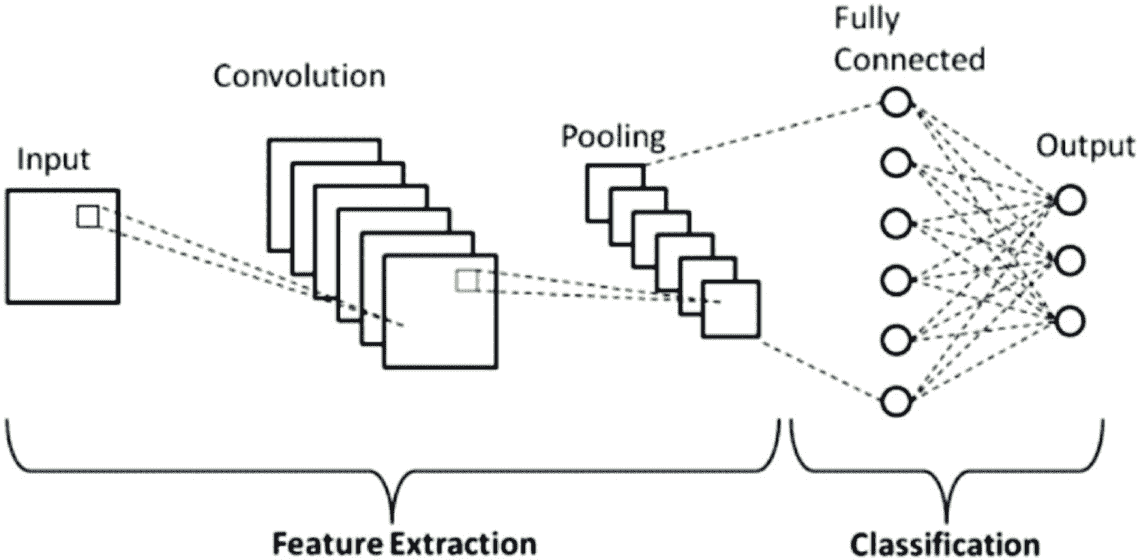 Input
Convolution
Pooling
Fully
Connected
Output
Feature Extraction
Classification